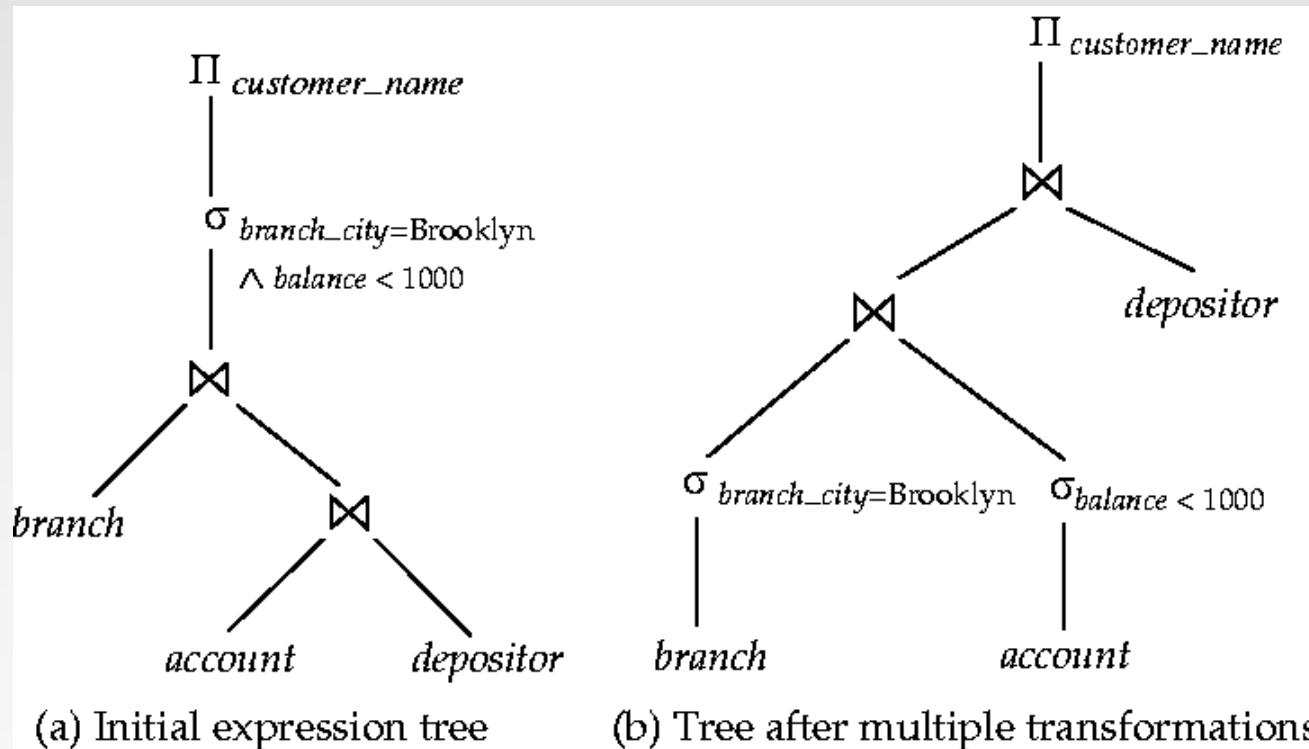 Π customer_name
σ branch_city=Brooklyn
∧ balance < 1000
⋈
branch
⋈
account
depositor
(a) Initial expression tree
Π customer_name
⋈
depositor
⋈
σ branch_city=Brooklyn
σ balance < 1000
branch
account
(b) Tree after multiple transformations